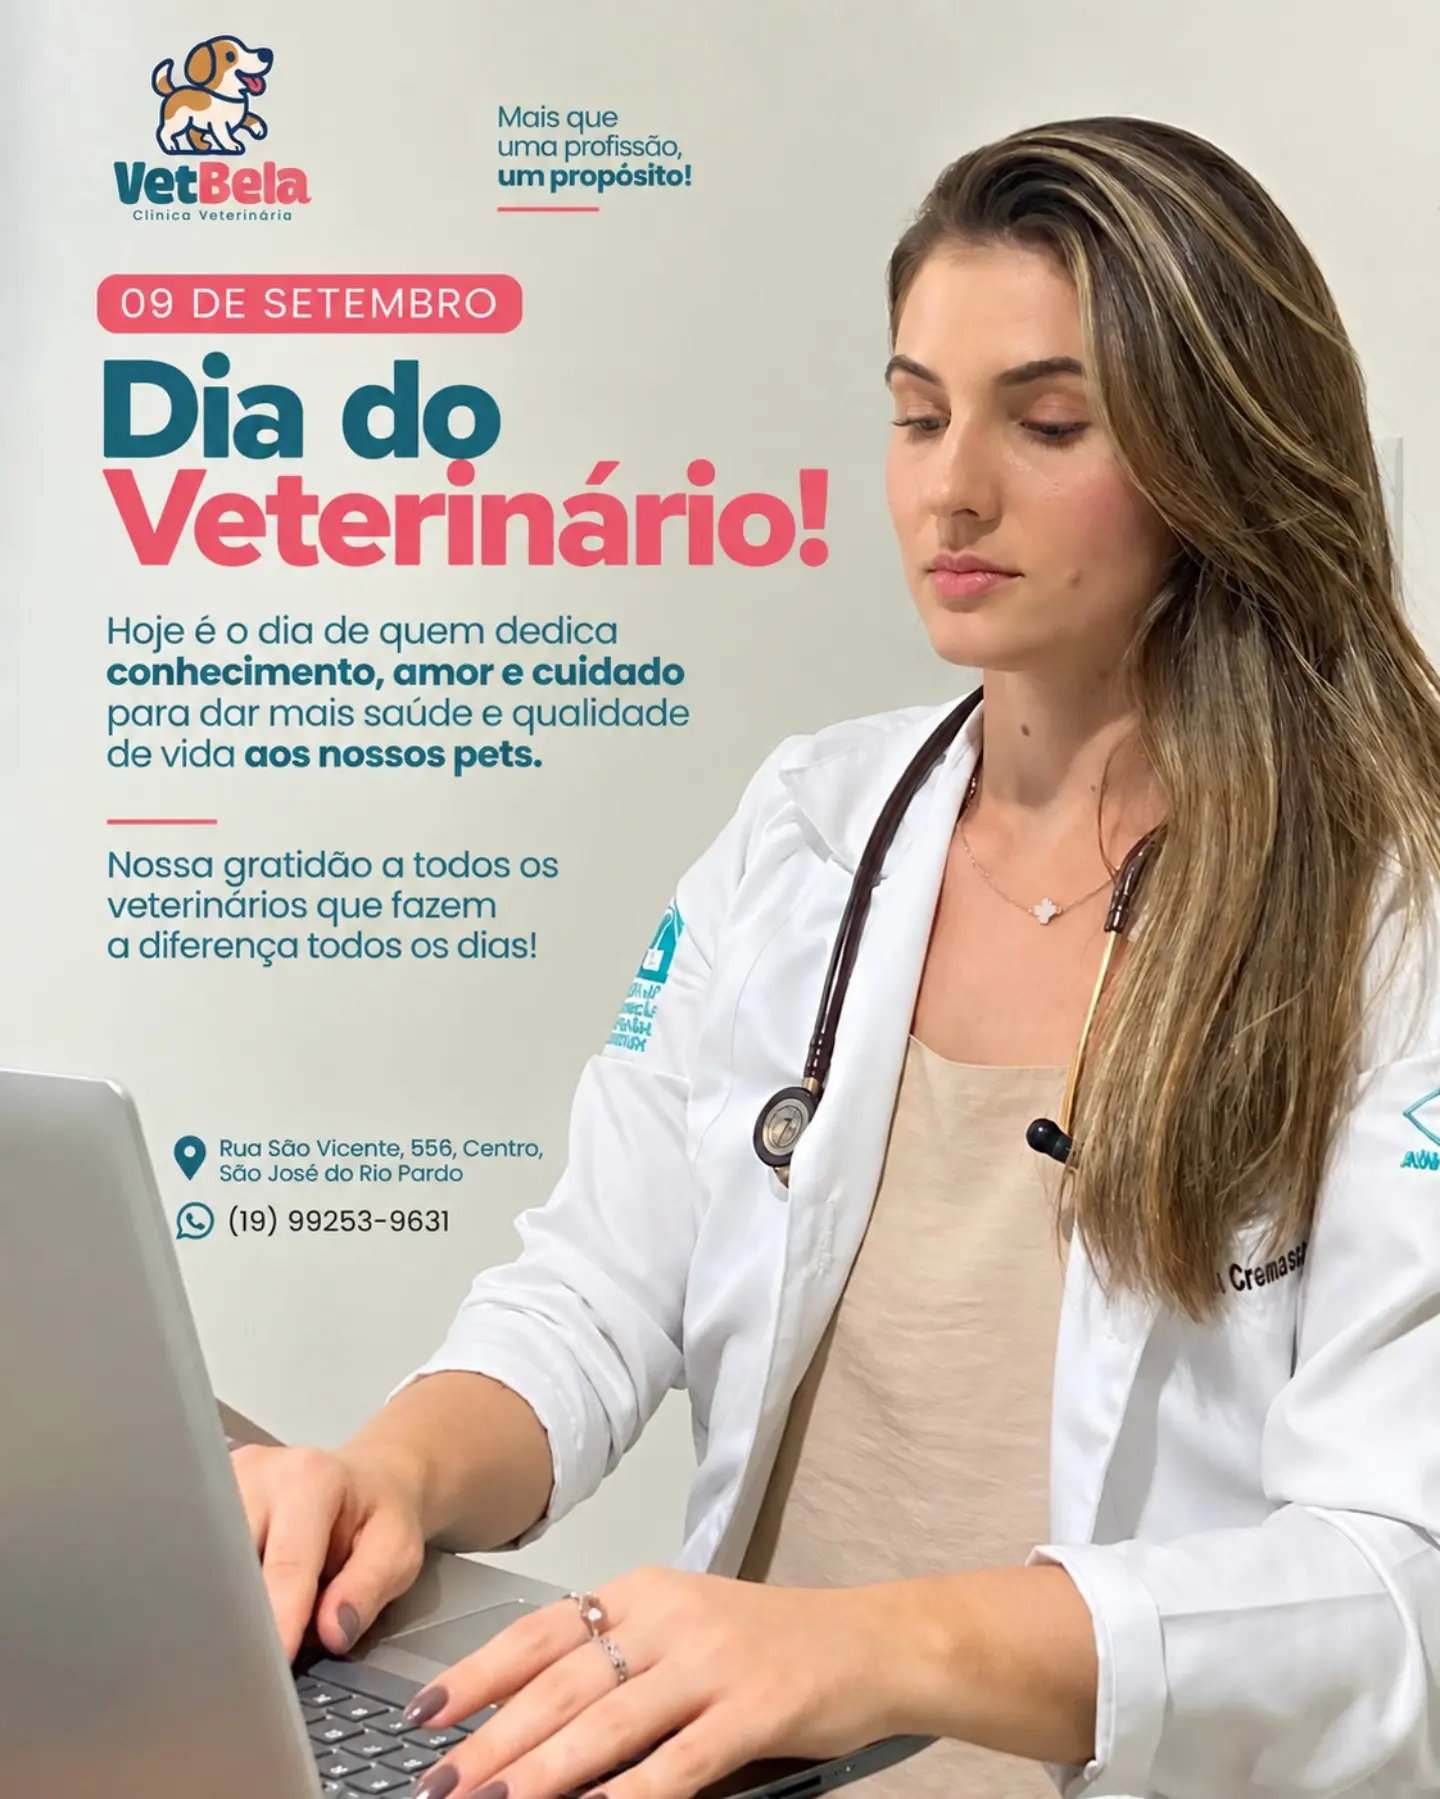 VetBela
Clínica Veterinária
Mais que
uma profissão,
um propósito!
09 DE SETEMBRO
Dia do
Veterinário!
Hoje é o dia de quem dedica
conhecimento, amor e cuidado
para dar mais saúde e qualidade
de vida aos nossos pets.
Nossa gratidão a todos os
veterinários que fazem
a diferença todos os dias!
Rua São Vicente, 556, Centro,
São José do Rio Pardo
(19) 99253-9631